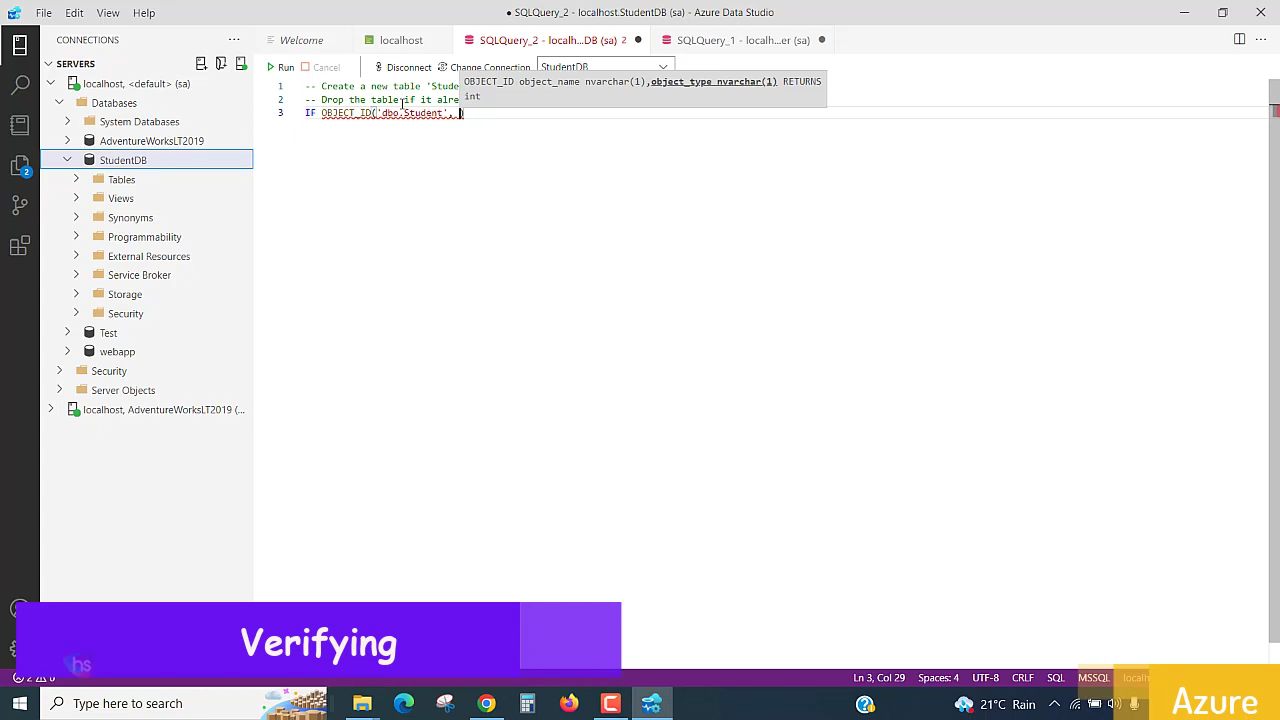 File Edit View Help
● SQLQuery_2 - localhost.StudentDB (sa) - Azure Data Studio
CONNECTIONS
Welcome
localhost
SQLQuery_2 - localh...DB (sa) 2
SQLQuery_1 - localh...er (sa)
SERVERS
Run Cancel Disconnect Change Connection StudentDB
OBJECT_ID object_name nvarchar(1),object_type nvarchar(1) RETURNS
int
1 -- Create a new table 'Stude
2 -- Drop the table if it alre
3 IF OBJECT_ID('dbo.Student', )
localhost, <default> (sa)
Databases
System Databases
AdventureWorksLT2019
StudentDB
Tables
Views
Synonyms
Programmability
External Resources
Service Broker
Storage
Security
Test
webapp
Security
Server Objects
localhost, AdventureWorksLT2019 (...
2
Verifying
hs
Ln 3, Col 29 Spaces: 4 UTF-8 CRLF SQL MSSQL
Type here to search
21°C Rain
Azure